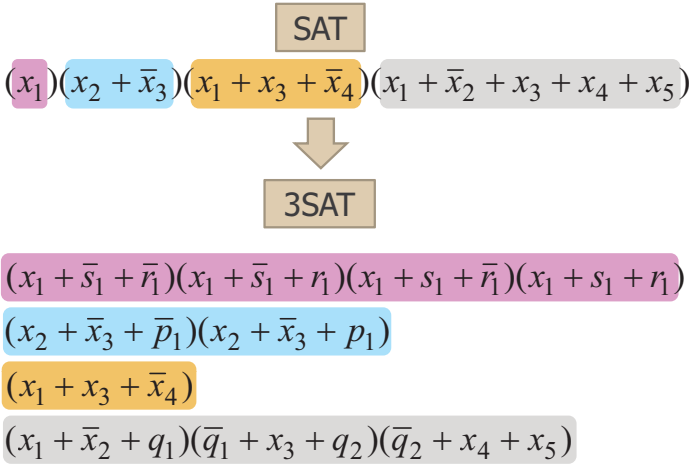 SAT
(x₁)(x₂ + x̄₃)(x₁ + x₃ + x̄₄)(x₁ + x̄₂ + x₃ + x₄ + x₅)
3SAT
(x₁ + s̄₁ + r̄₁)(x₁ + s̄₁ + r₁)(x₁ + s₁ + r̄₁)(x₁ + s₁ + r₁)
(x₂ + x̄₃ + p̄₁)(x₂ + x̄₃ + p₁)
(x₁ + x₃ + x̄₄)
(x₁ + x̄₂ + q₁)(q̄₁ + x₃ + q₂)(q̄₂ + x₄ + x₅)